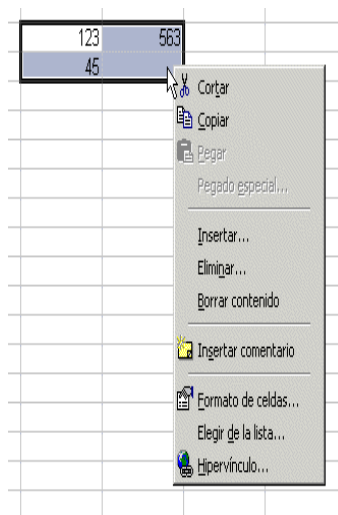 123 563
45
Cortar
Copiar
Pegar
Pegado especial...
Insertar...
Eliminar...
Borrar contenido
Insertar comentario
Formato de celdas...
Elegir de la lista...
Hipervínculo...